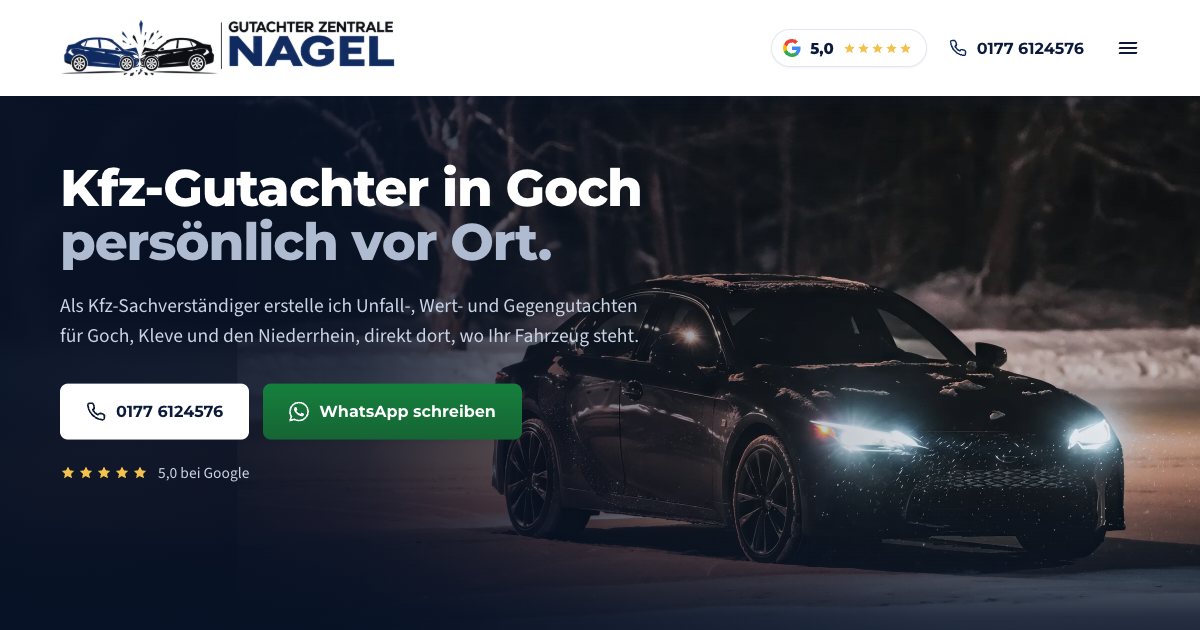 GUTACHTER ZENTRALE
NAGEL
5,0
0177 6124576
Kfz-Gutachter in Goch
persönlich vor Ort.
Als Kfz-Sachverständiger erstelle ich Unfall-, Wert- und Gegengutachten
für Goch, Kleve und den Niederrhein, direkt dort, wo Ihr Fahrzeug steht.
0177 6124576
WhatsApp schreiben
5,0 bei Google